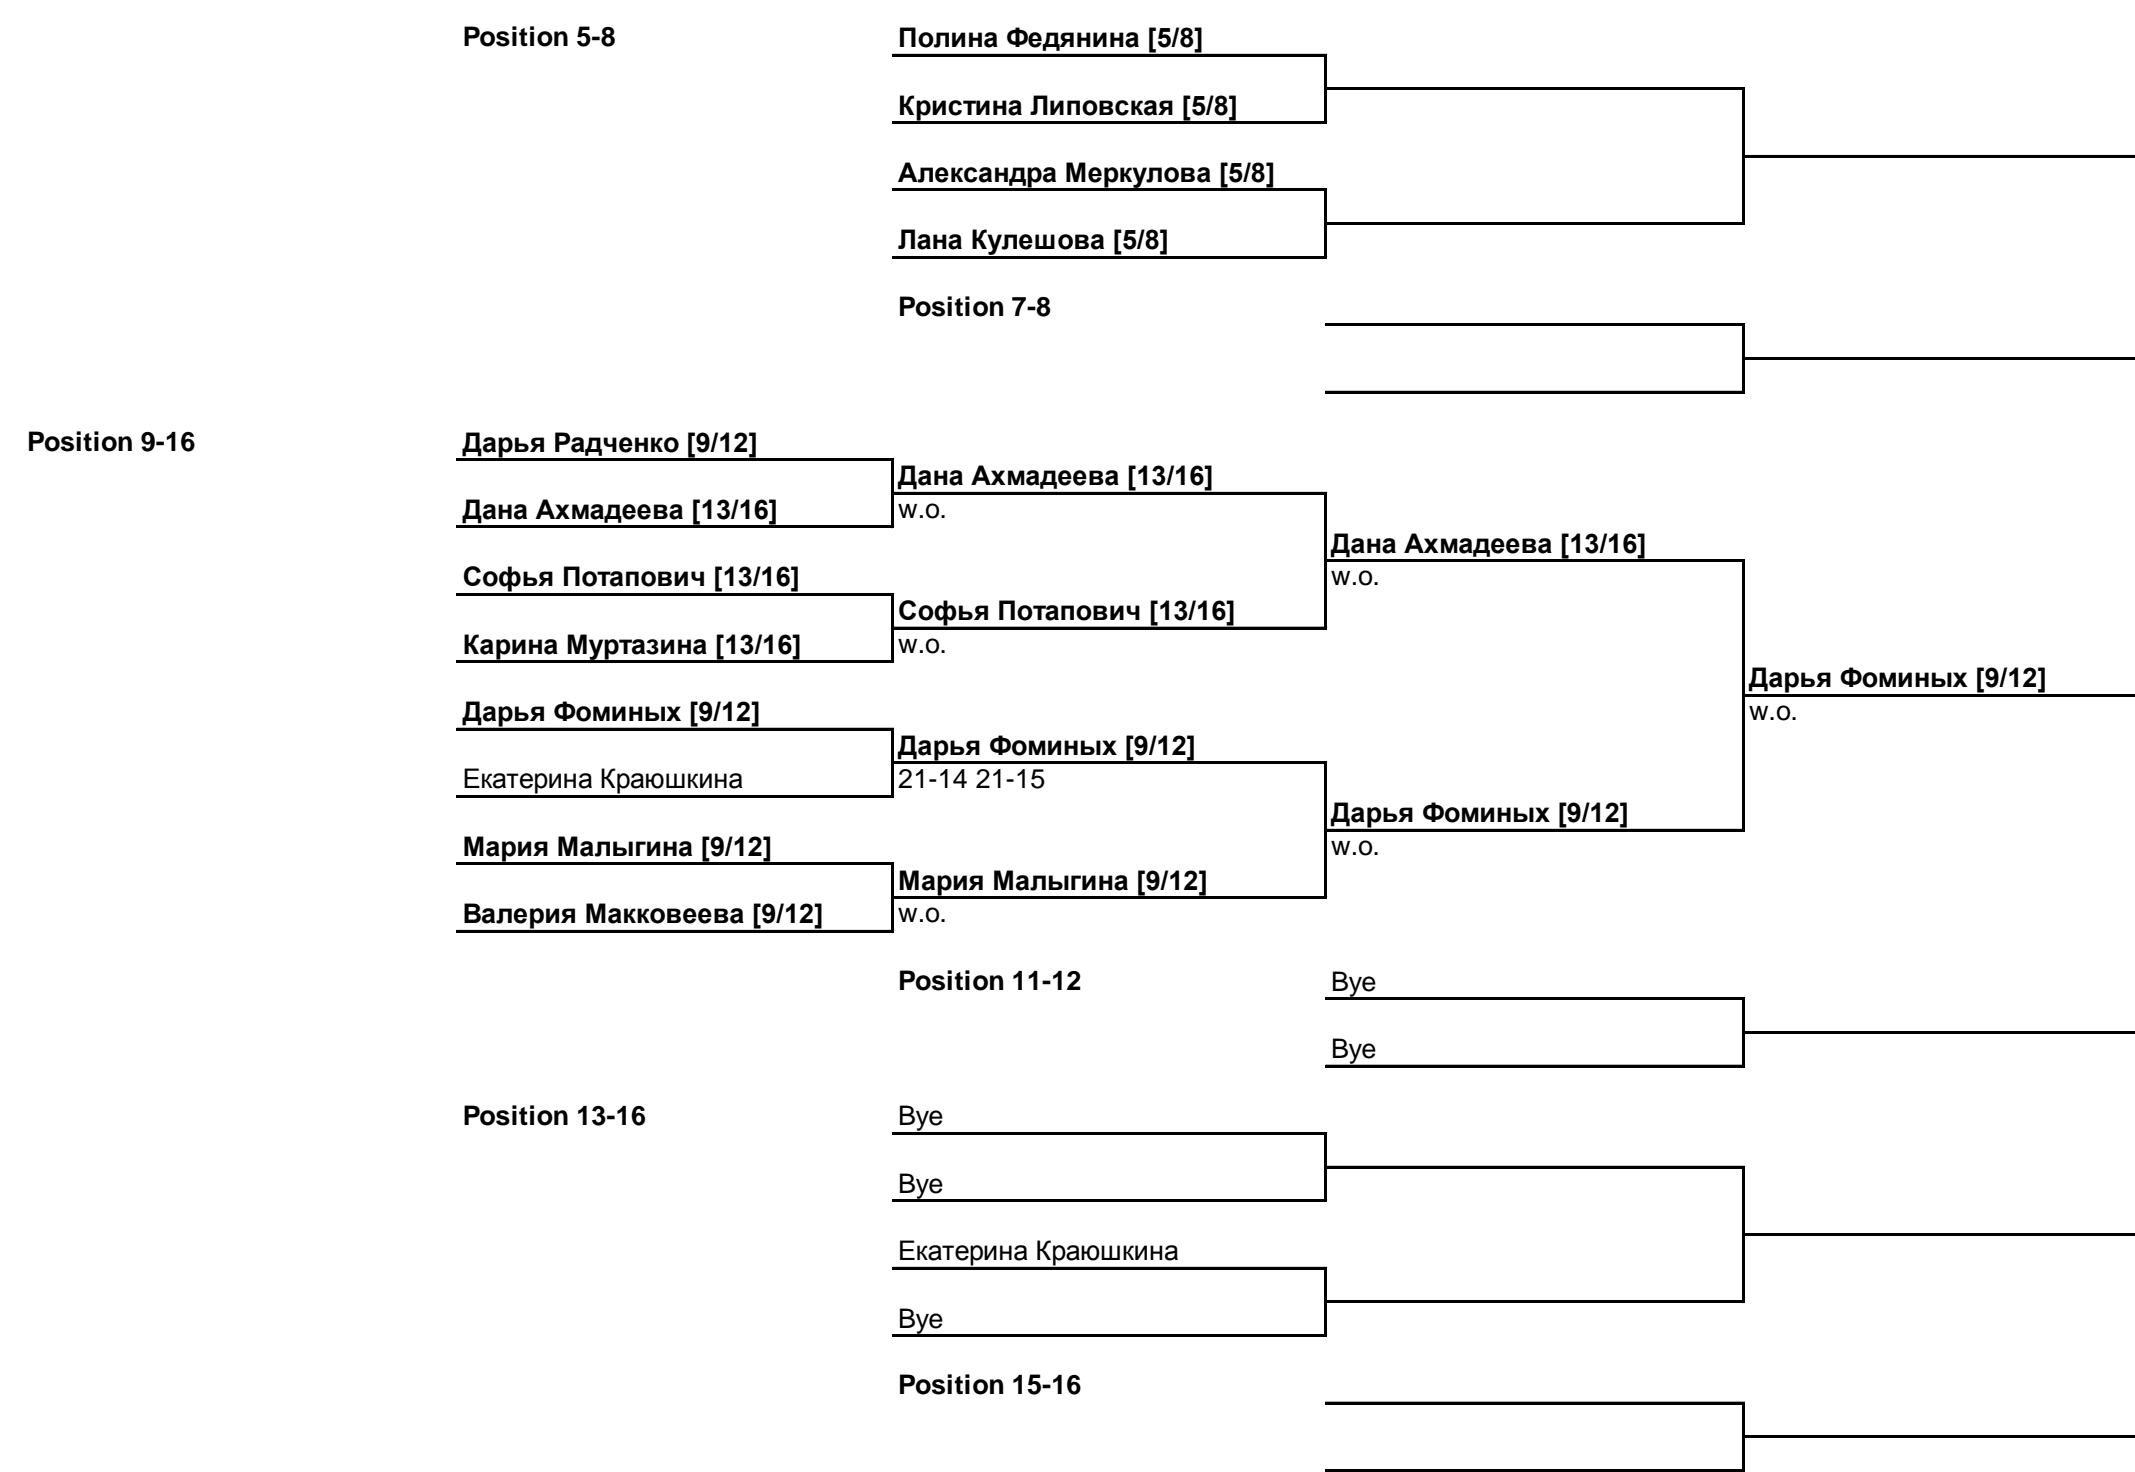 Position 5-8
Полина Федянина [5/8]
Кристина Липовская [5/8]
Александра Меркулова [5/8]
Лана Кулешова [5/8]
Position 7-8
Position 9-16
Дарья Радченко [9/12]
Дана Ахмадеева [13/16]
Дана Ахмадеева [13/16]
w.o.
Дана Ахмадеева [13/16]
w.o.
Софья Потапович [13/16]
Софья Потапович [13/16]
Карина Муртазина [13/16]
w.o.
Дарья Фоминых [9/12]
w.o.
Дарья Фоминых [9/12]
Дарья Фоминых [9/12]
Екатерина Краюшкина
21-14 21-15
Дарья Фоминых [9/12]
w.o.
Мария Малыгина [9/12]
Мария Малыгина [9/12]
Валерия Макковеева [9/12]
w.o.
Position 11-12
Bye
Bye
Position 13-16
Bye
Bye
Екатерина Краюшкина
Bye
Position 15-16